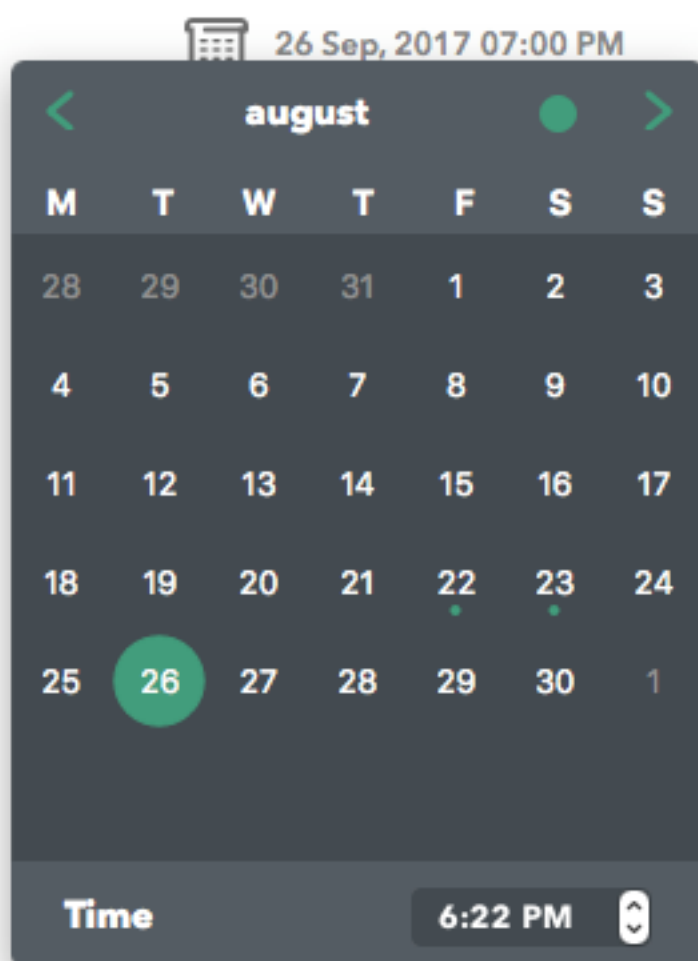 26 Sep, 2017 07:00 PM
august
M T W T F S S
28 29 30 31 1 2 3
4 5 6 7 8 9 10
11 12 13 14 15 16 17
18 19 20 21 22 23 24
25 26 27 28 29 30 1
Time 6:22 PM